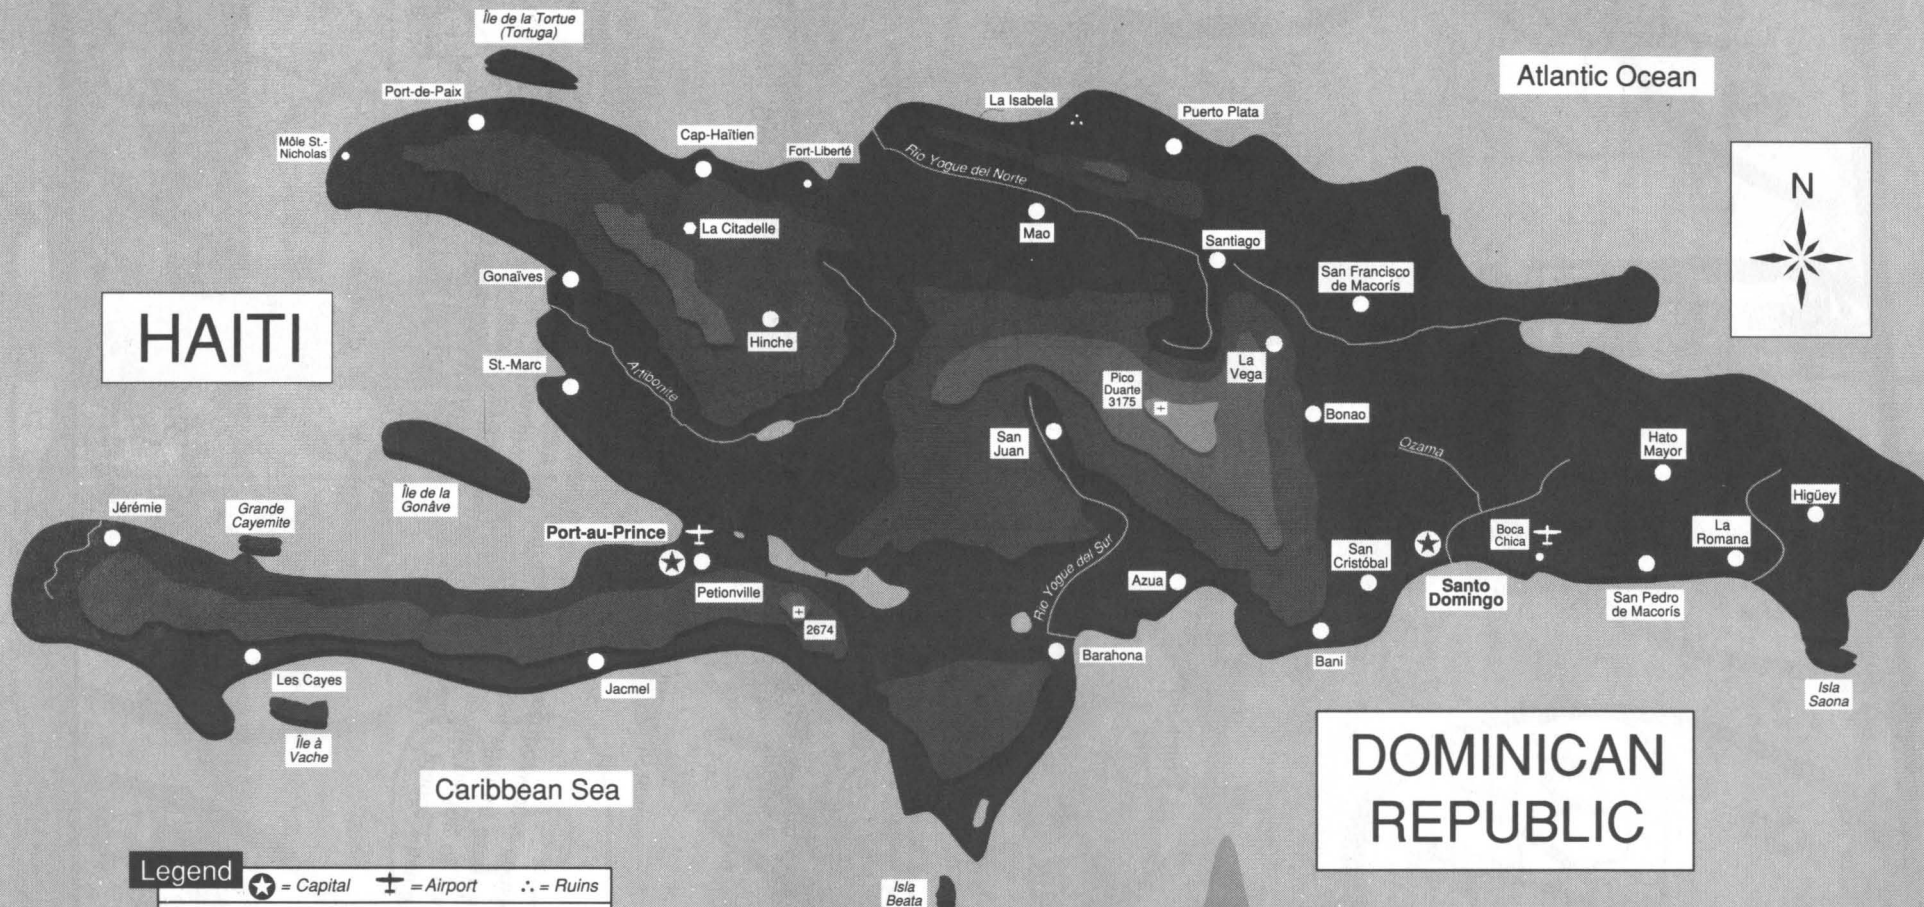 Île de la Tortue
(Tortuga)
Atlantic Ocean
Port-de-Paix
La Isabela
Puerto Plata
Môle St.-
Nicholas
Cap-Haïtien
Fort-Liberté
Rio Yogue del Norte
N
La Citadelle
Mao
Santiago
San Francisco
de Macorís
Gonaïves
HAITI
Hinche
St.-Marc
Artibonite
La
Vega
Pico
Duarte
3175
Bonao
San
Juan
Ozama
Hato
Mayor
Île de la
Gonâve
Higüey
Jérémie
Grande
Cayemite
Port-au-Prince
Boca
Chica
La
Romana
San
Cristóbal
Rio Yogue del Sur
Azua
Petionville
Santo
Domingo
San Pedro
de Macorís
2674
Barahona
Bani
Les Cayes
Jacmel
Isla
Saona
Île à
Vache
DOMINICAN
REPUBLIC
Caribbean Sea
Legend
= Capital = Airport = Ruins
Isla
Beata